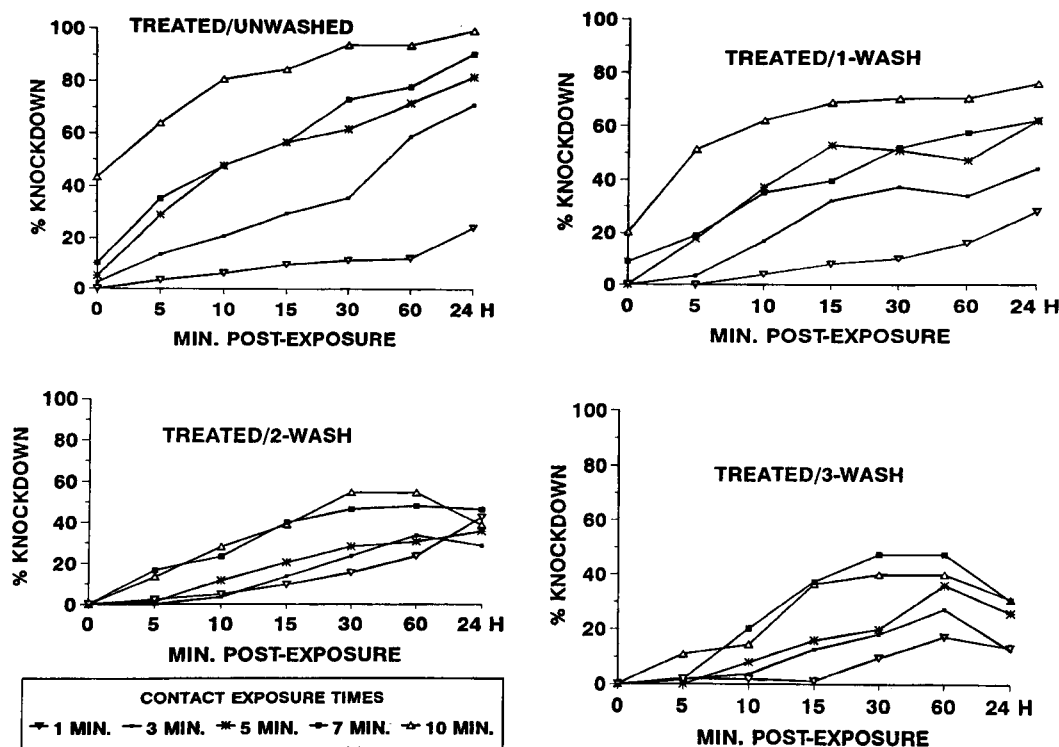 TREATED/UNWASHED
% KNOCKDOWN
100
80
60
40
20
0
0 5 10 15 30 60 24 H
MIN. POST-EXPOSURE
TREATED/1-WASH
% KNOCKDOWN
100
80
60
40
20
0
0 5 10 15 30 60 24 H
MIN. POST-EXPOSURE
TREATED/2-WASH
% KNOCKDOWN
100
80
60
40
20
0
0 5 10 15 30 60 24 H
MIN. POST-EXPOSURE
TREATED/3-WASH
% KNOCKDOWN
100
80
60
40
20
0
0 5 10 15 30 60 24 H
MIN. POST-EXPOSURE
CONTACT EXPOSURE TIMES
1 MIN. 3 MIN. 5 MIN. 7 MIN. 10 MIN.